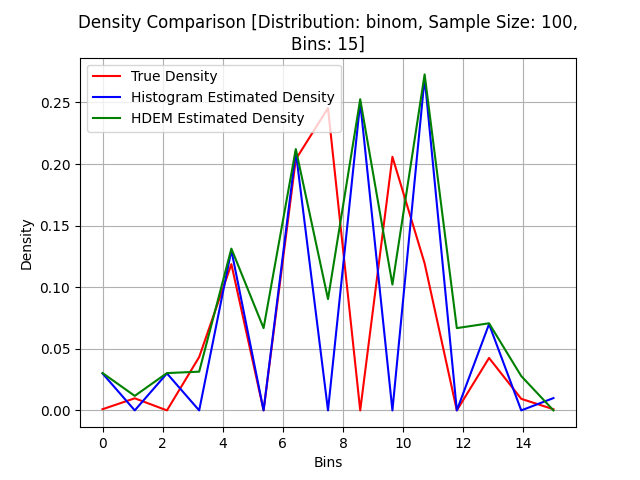 Density Comparison [Distribution: binom, Sample Size: 100,
Bins: 15]
True Density
Histogram Estimated Density
HDEM Estimated Density
Density
0.25
0.20
0.15
0.10
0.05
0.00
0 2 4 6 8 10 12 14
Bins